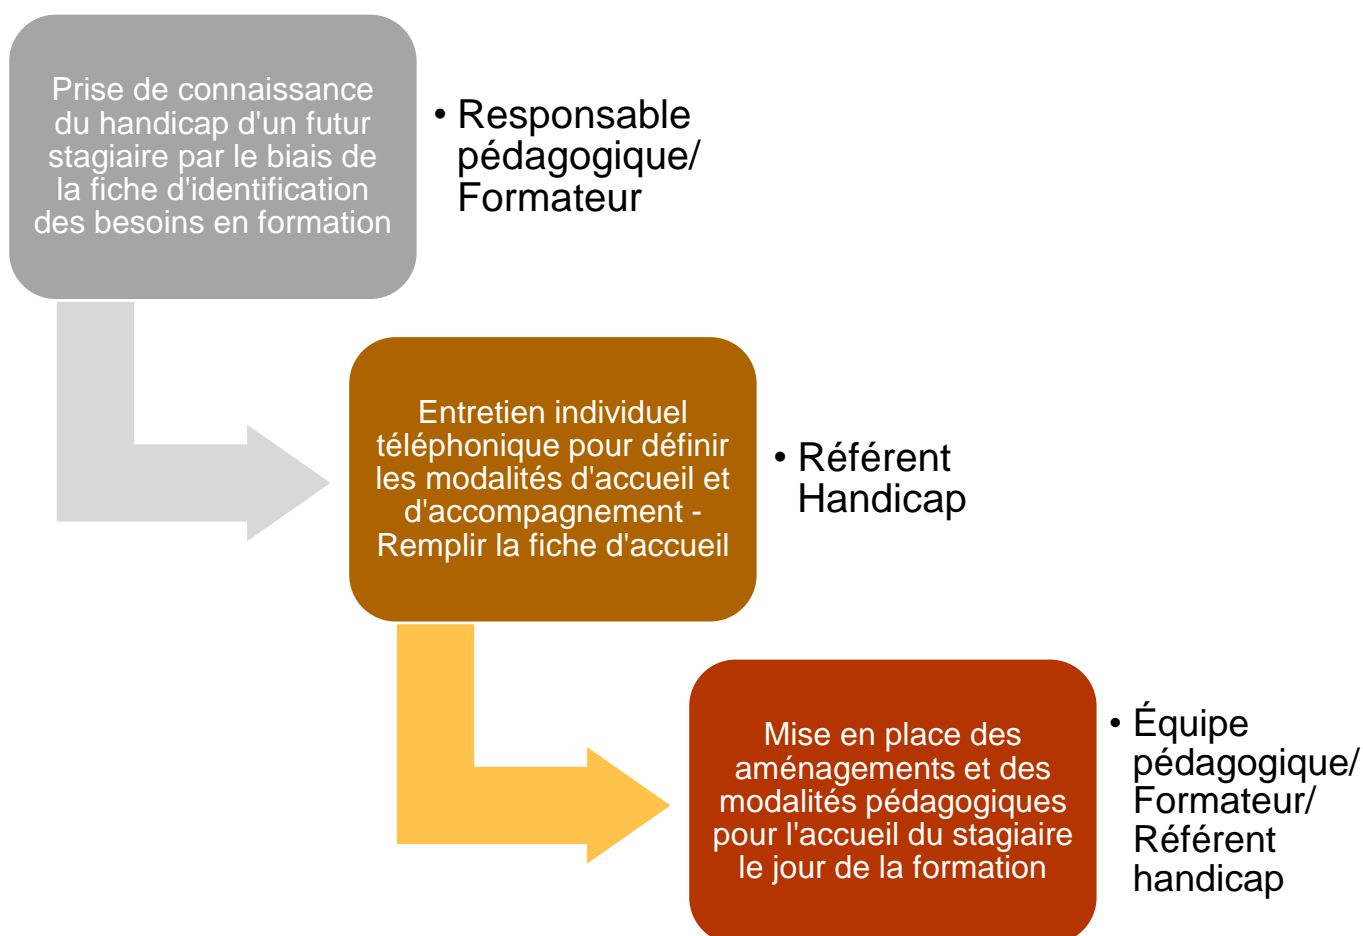 Prise de connaissance
du handicap d'un futur
stagiaire par le biais de
la fiche d'identification
des besoins en formation
• Responsable
pédagogique/
Formateur
Entretien individuel
téléphonique pour définir
les modalités d'accueil et
d'accompagnement -
Remplir la fiche d'accueil
• Référent
Handicap
Mise en place des
aménagements et des
modalités pédagogiques
pour l'accueil du stagiaire
le jour de la formation
• Équipe
pédagogique/
Formateur/
Référent
handicap